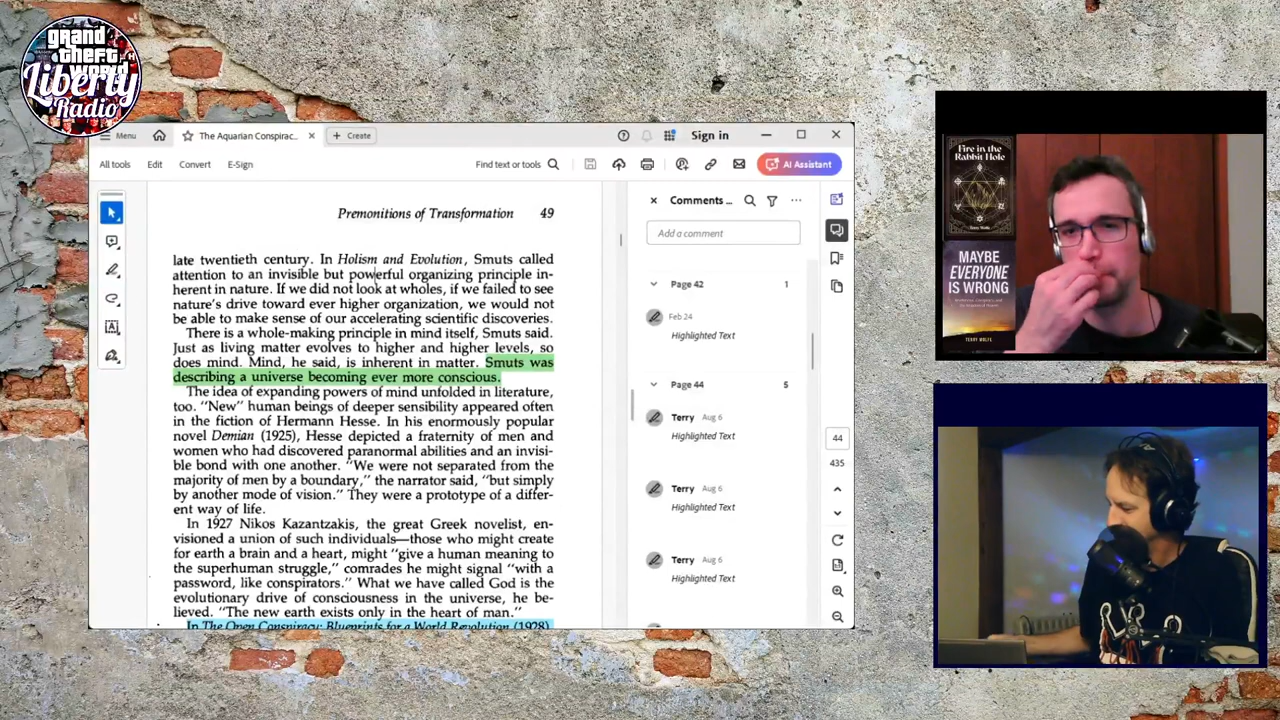 grand
theft
world
Liberty
Radio
Menu
The Aquarian Conspirac...
Create
Sign in
All tools
Edit
Convert
E-Sign
Find text or tools
AI Assistant
Premonitions of Transformation 49
late twentieth century. In Holism and Evolution, Smuts called
attention to an invisible but powerful organizing principle in-
herent in nature. If we did not look at wholes, if we failed to see
nature's drive toward ever higher organization, we would not
be able to make sense of our accelerating scientific discoveries.
There is a whole-making principle in mind itself, Smuts said.
Just as living matter evolves to higher and higher levels, so
does mind. Mind, he said, is inherent in matter. Smuts was
describing a universe becoming ever more conscious.
The idea of expanding powers of mind unfolded in literature,
too. “New” human beings of deeper sensibility appeared often
in the fiction of Hermann Hesse. In his enormously popular
novel Demian (1925), Hesse depicted a fraternity of men and
women who had discovered paranormal abilities and an invisi-
ble bond with one another. “We were not separated from the
majority of men by a boundary,” the narrator said, “but simply
by another mode of vision.” They were a prototype of a differ-
ent way of life.
In 1927 Nikos Kazantzakis, the great Greek novelist, en-
visioned a union of such individuals—those who might create
for earth a brain and a heart, might “give a human meaning to
the superhuman struggle,” comrades he might signal “with a
password, like conspirators.” What we have called God is the
evolutionary drive of consciousness in the universe, he be-
lieved. “The new earth exists only in the heart of man.”
In The Open Conspiracy: Blueprints for a World Revolution (1928)
Comments ...
Add a comment
Page 42 1
Feb 24
Highlighted Text
Page 44 5
Terry Aug 6
Highlighted Text
Terry Aug 6
Highlighted Text
Terry Aug 6
Highlighted Text
44
435
Fire in the
Rabbit Hole
MAYBE
EVERYONE
IS WRONG
TERRY WOLFE